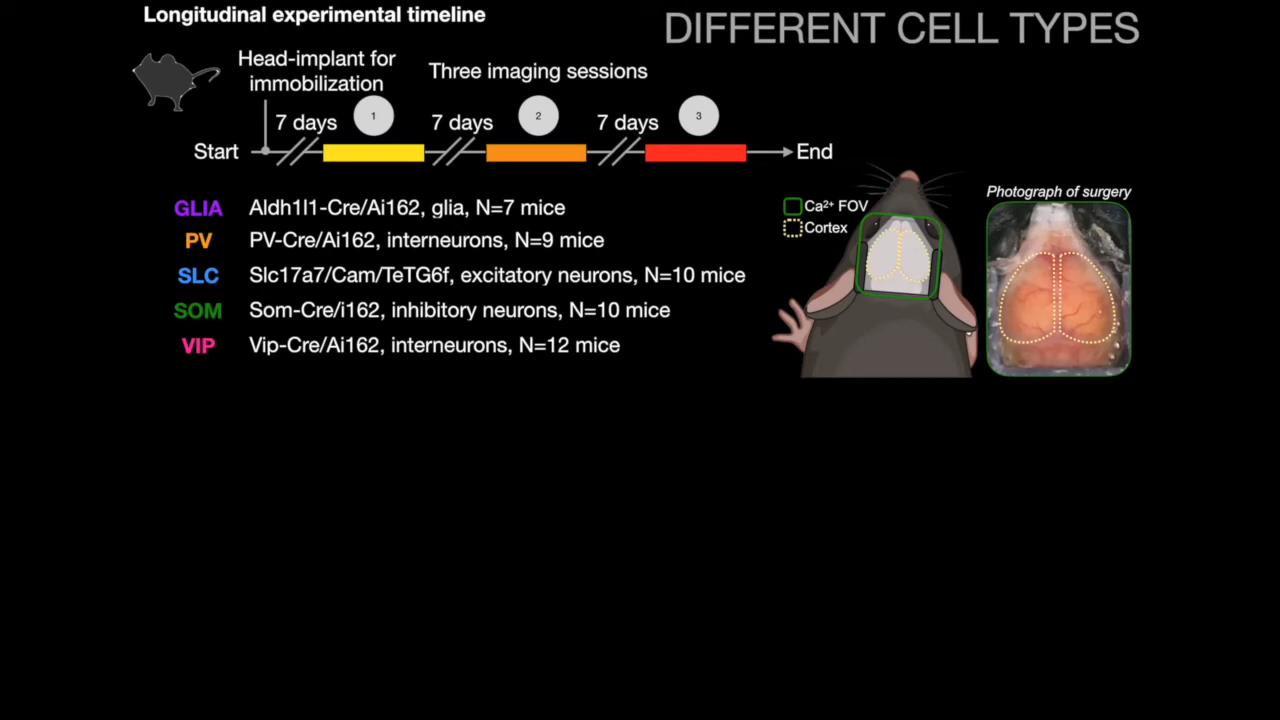 Longitudinal experimental timeline
DIFFERENT CELL TYPES
Head-implant for
immobilization
Three imaging sessions
7 days
1
7 days
2
7 days
3
Start
End
GLIA Aldh1l1-Cre/Ai162, glia, N=7 mice
PV PV-Cre/Ai162, interneurons, N=9 mice
SLC Slc17a7/Cam/TeTG6f, excitatory neurons, N=10 mice
SOM Som-Cre/i162, inhibitory neurons, N=10 mice
VIP Vip-Cre/Ai162, interneurons, N=12 mice
Ca²⁺ FOV
Cortex
Photograph of surgery